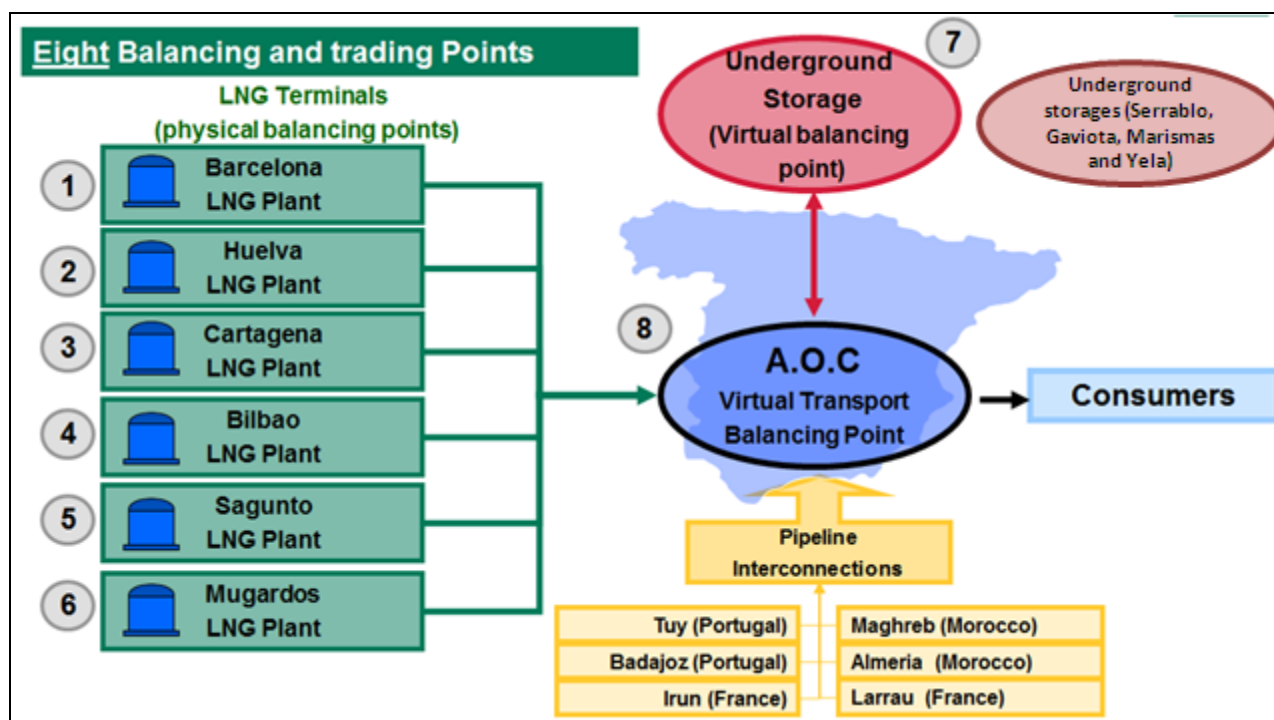 Eight Balancing and trading Points
LNG Terminals
(physical balancing points)
1
Barcelona
LNG Plant
2
Huelva
LNG Plant
3
Cartagena
LNG Plant
4
Bilbao
LNG Plant
5
Sagunto
LNG Plant
6
Mugardos
LNG Plant
7
Underground
Storage
(Virtual balancing
point)
Underground
storages (Serrablo,
Gaviota, Marismas
and Yela)
8
A.O.C
Virtual Transport
Balancing Point
Consumers
Pipeline
Interconnections
Tuy (Portugal)
Maghreb (Morocco)
Badajoz (Portugal)
Almeria (Morocco)
Irun (France)
Larrau (France)